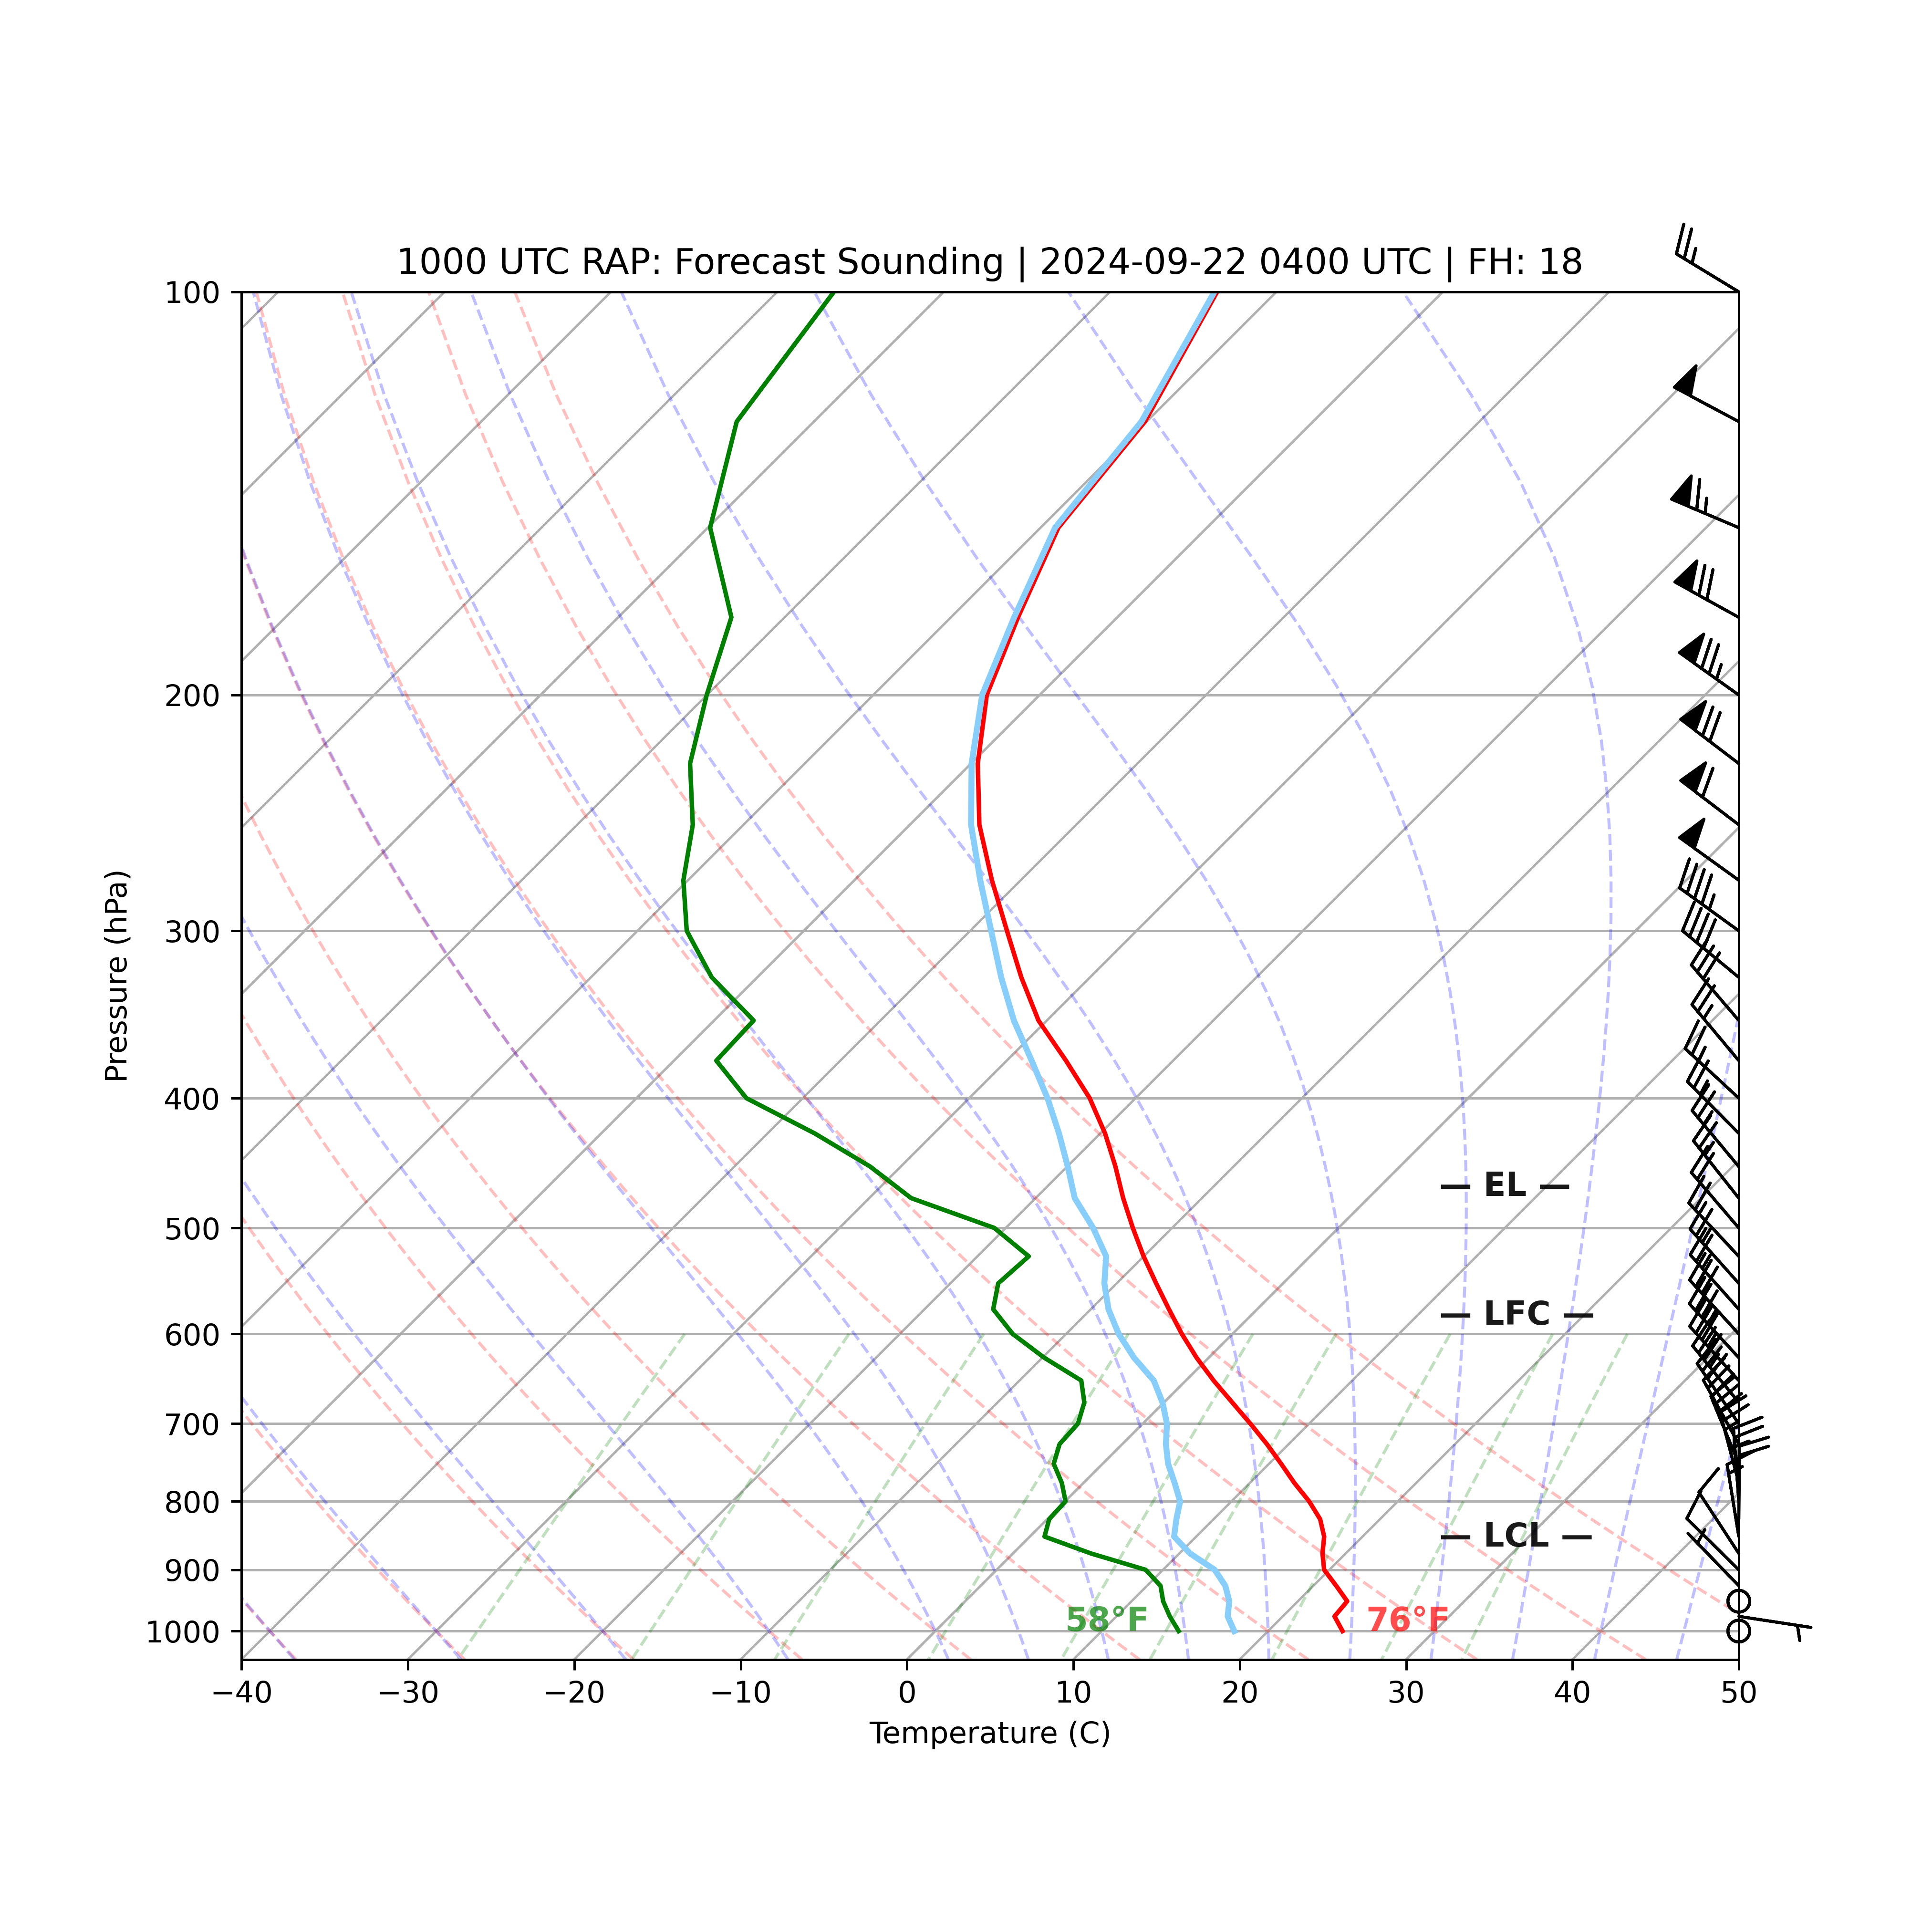 1000 UTC RAP: Forecast Sounding | 2024-09-22 0400 UTC | FH: 18
100
200
300
400
500
600
700
800
900
1000
Pressure (hPa)
— EL —
— LFC —
— LCL —
58°F
76°F
−40 −30 −20 −10 0 10 20 30 40 50
Temperature (C)